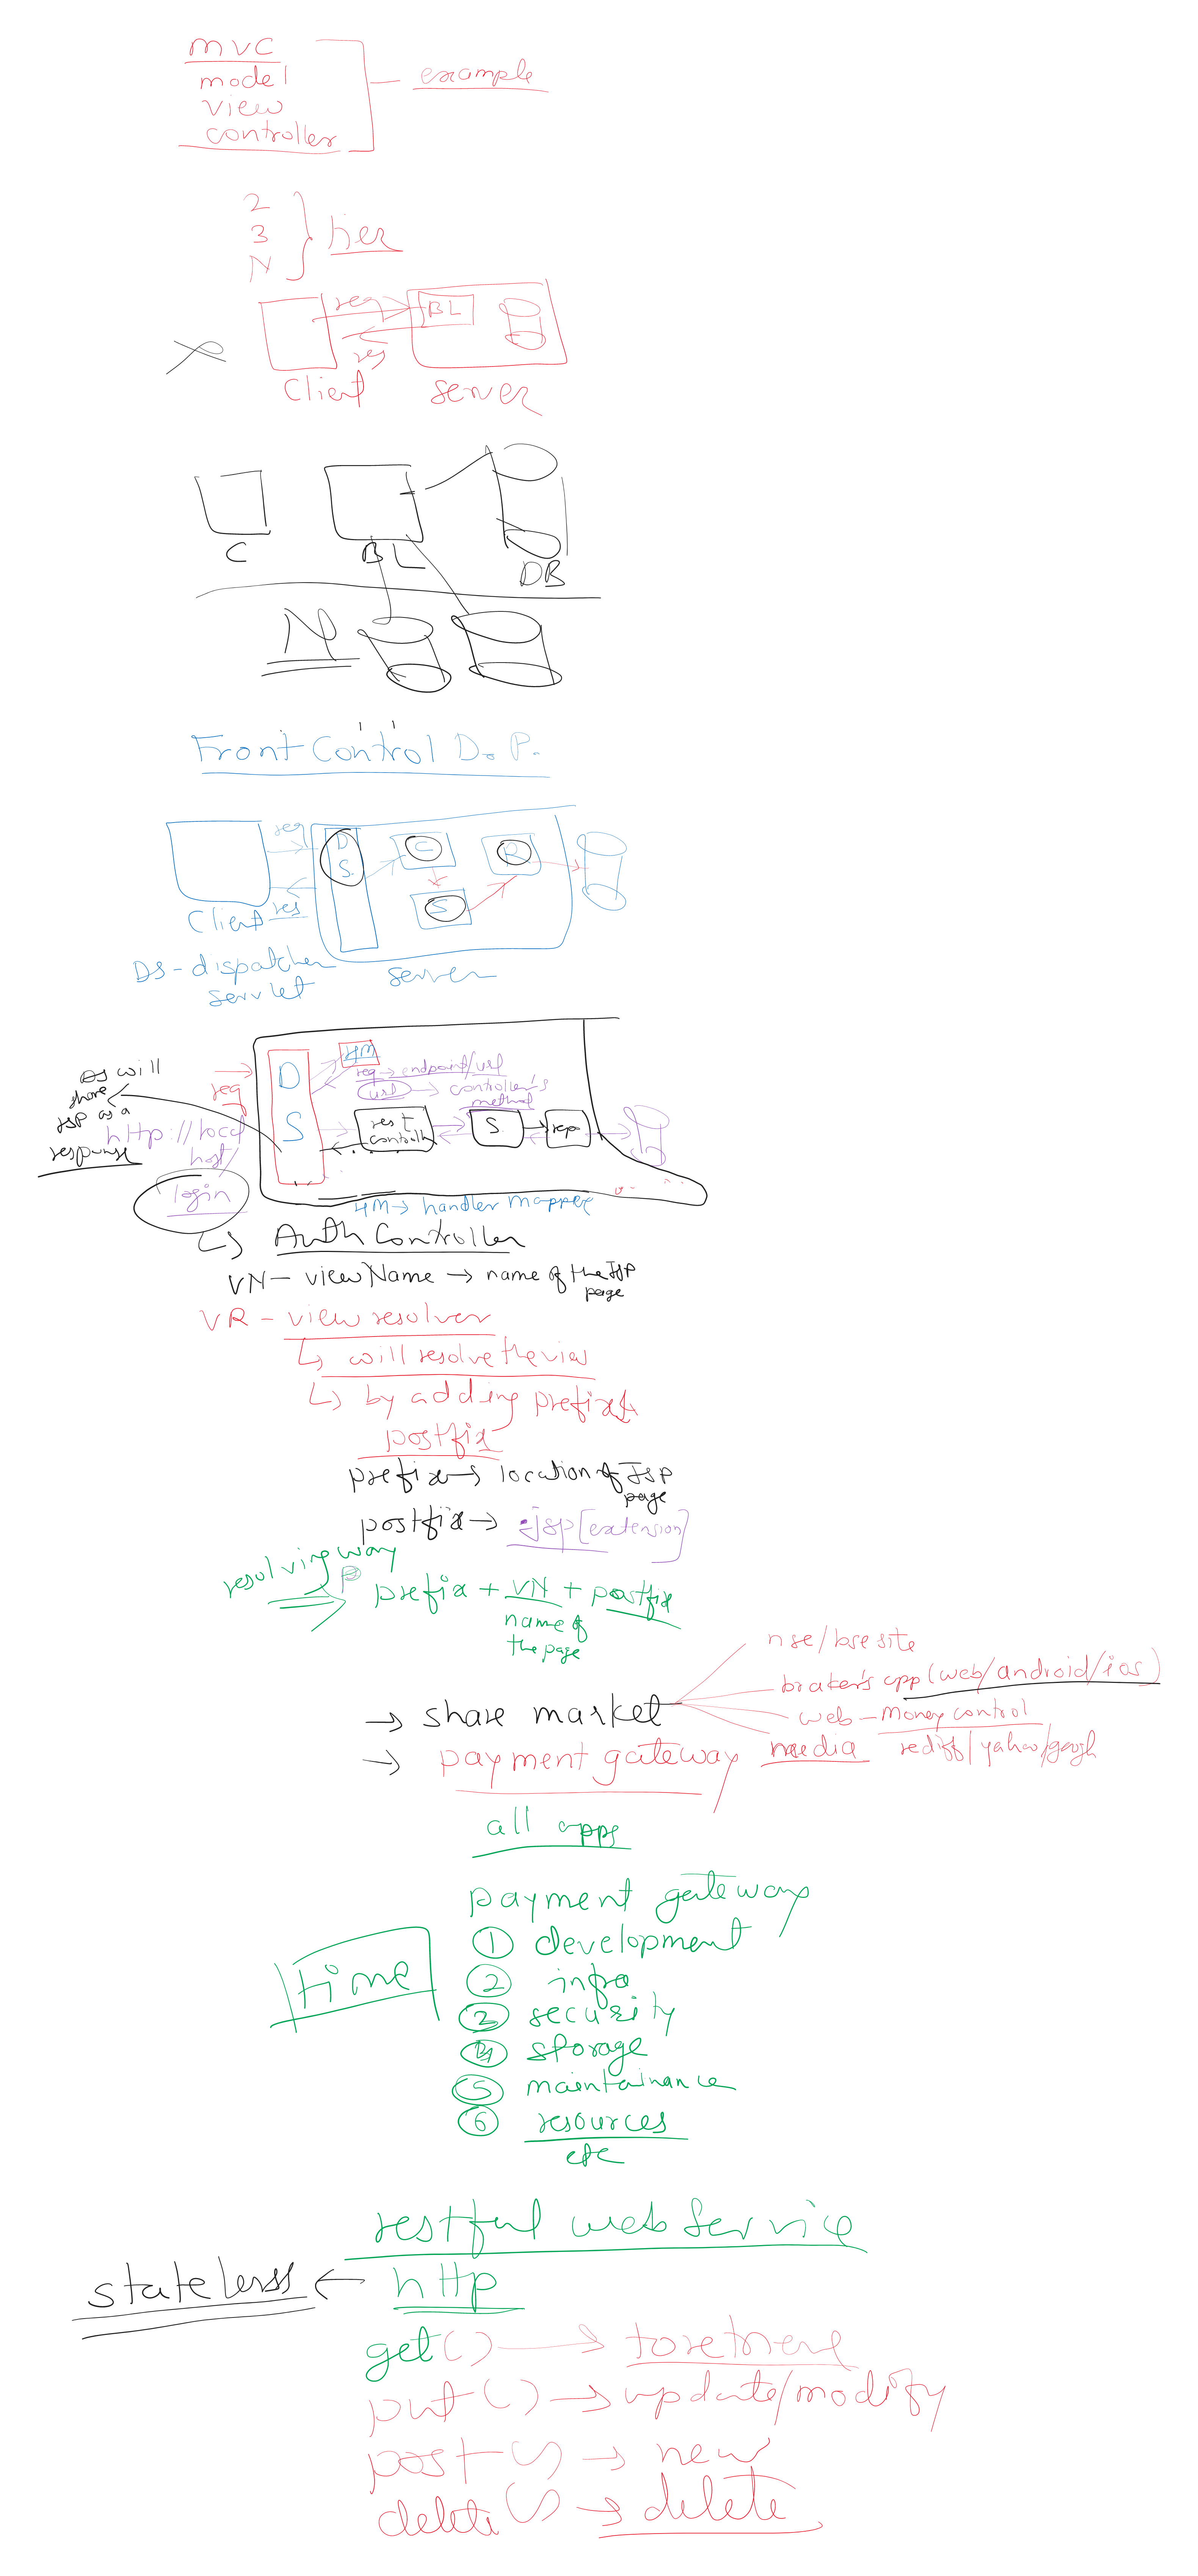 mvc
model
view
controller
example
2
3
N
tier
req
BL
res
Client
server
C
BL
DB
N
Front Control D. P.
req
D
S
C
R
S
Client
res
DS - dispatcher
servlet
server
DS will
share
JSP as a
response
req
http://local
host/
login
D
S
HM
req → endpoint/url
url → controller's
method
rest
controller
S
rep
HM → handler mapper
Auth Controller
VN - viewName → name of the JSP
page
VR - view resolver
will resolve the view
by adding prefix &
postfix
prefix → location of JSP
page
postfix → .jsp [extension]
resolving way
prefix + VN + postfix
name of
the page
nse/bse site
broker's app (web/android/ios)
→ share market
web - money control
→ payment gateway
media
rediff/yahoo/googl
all apps
payment gateway
time
1 development
2 infra
3 security
4 storage
5 maintainance
6 resources
etc
restful web service
stateless ← http
get() → to retrieve
put() → update/modify
post() → new
delete() → delete